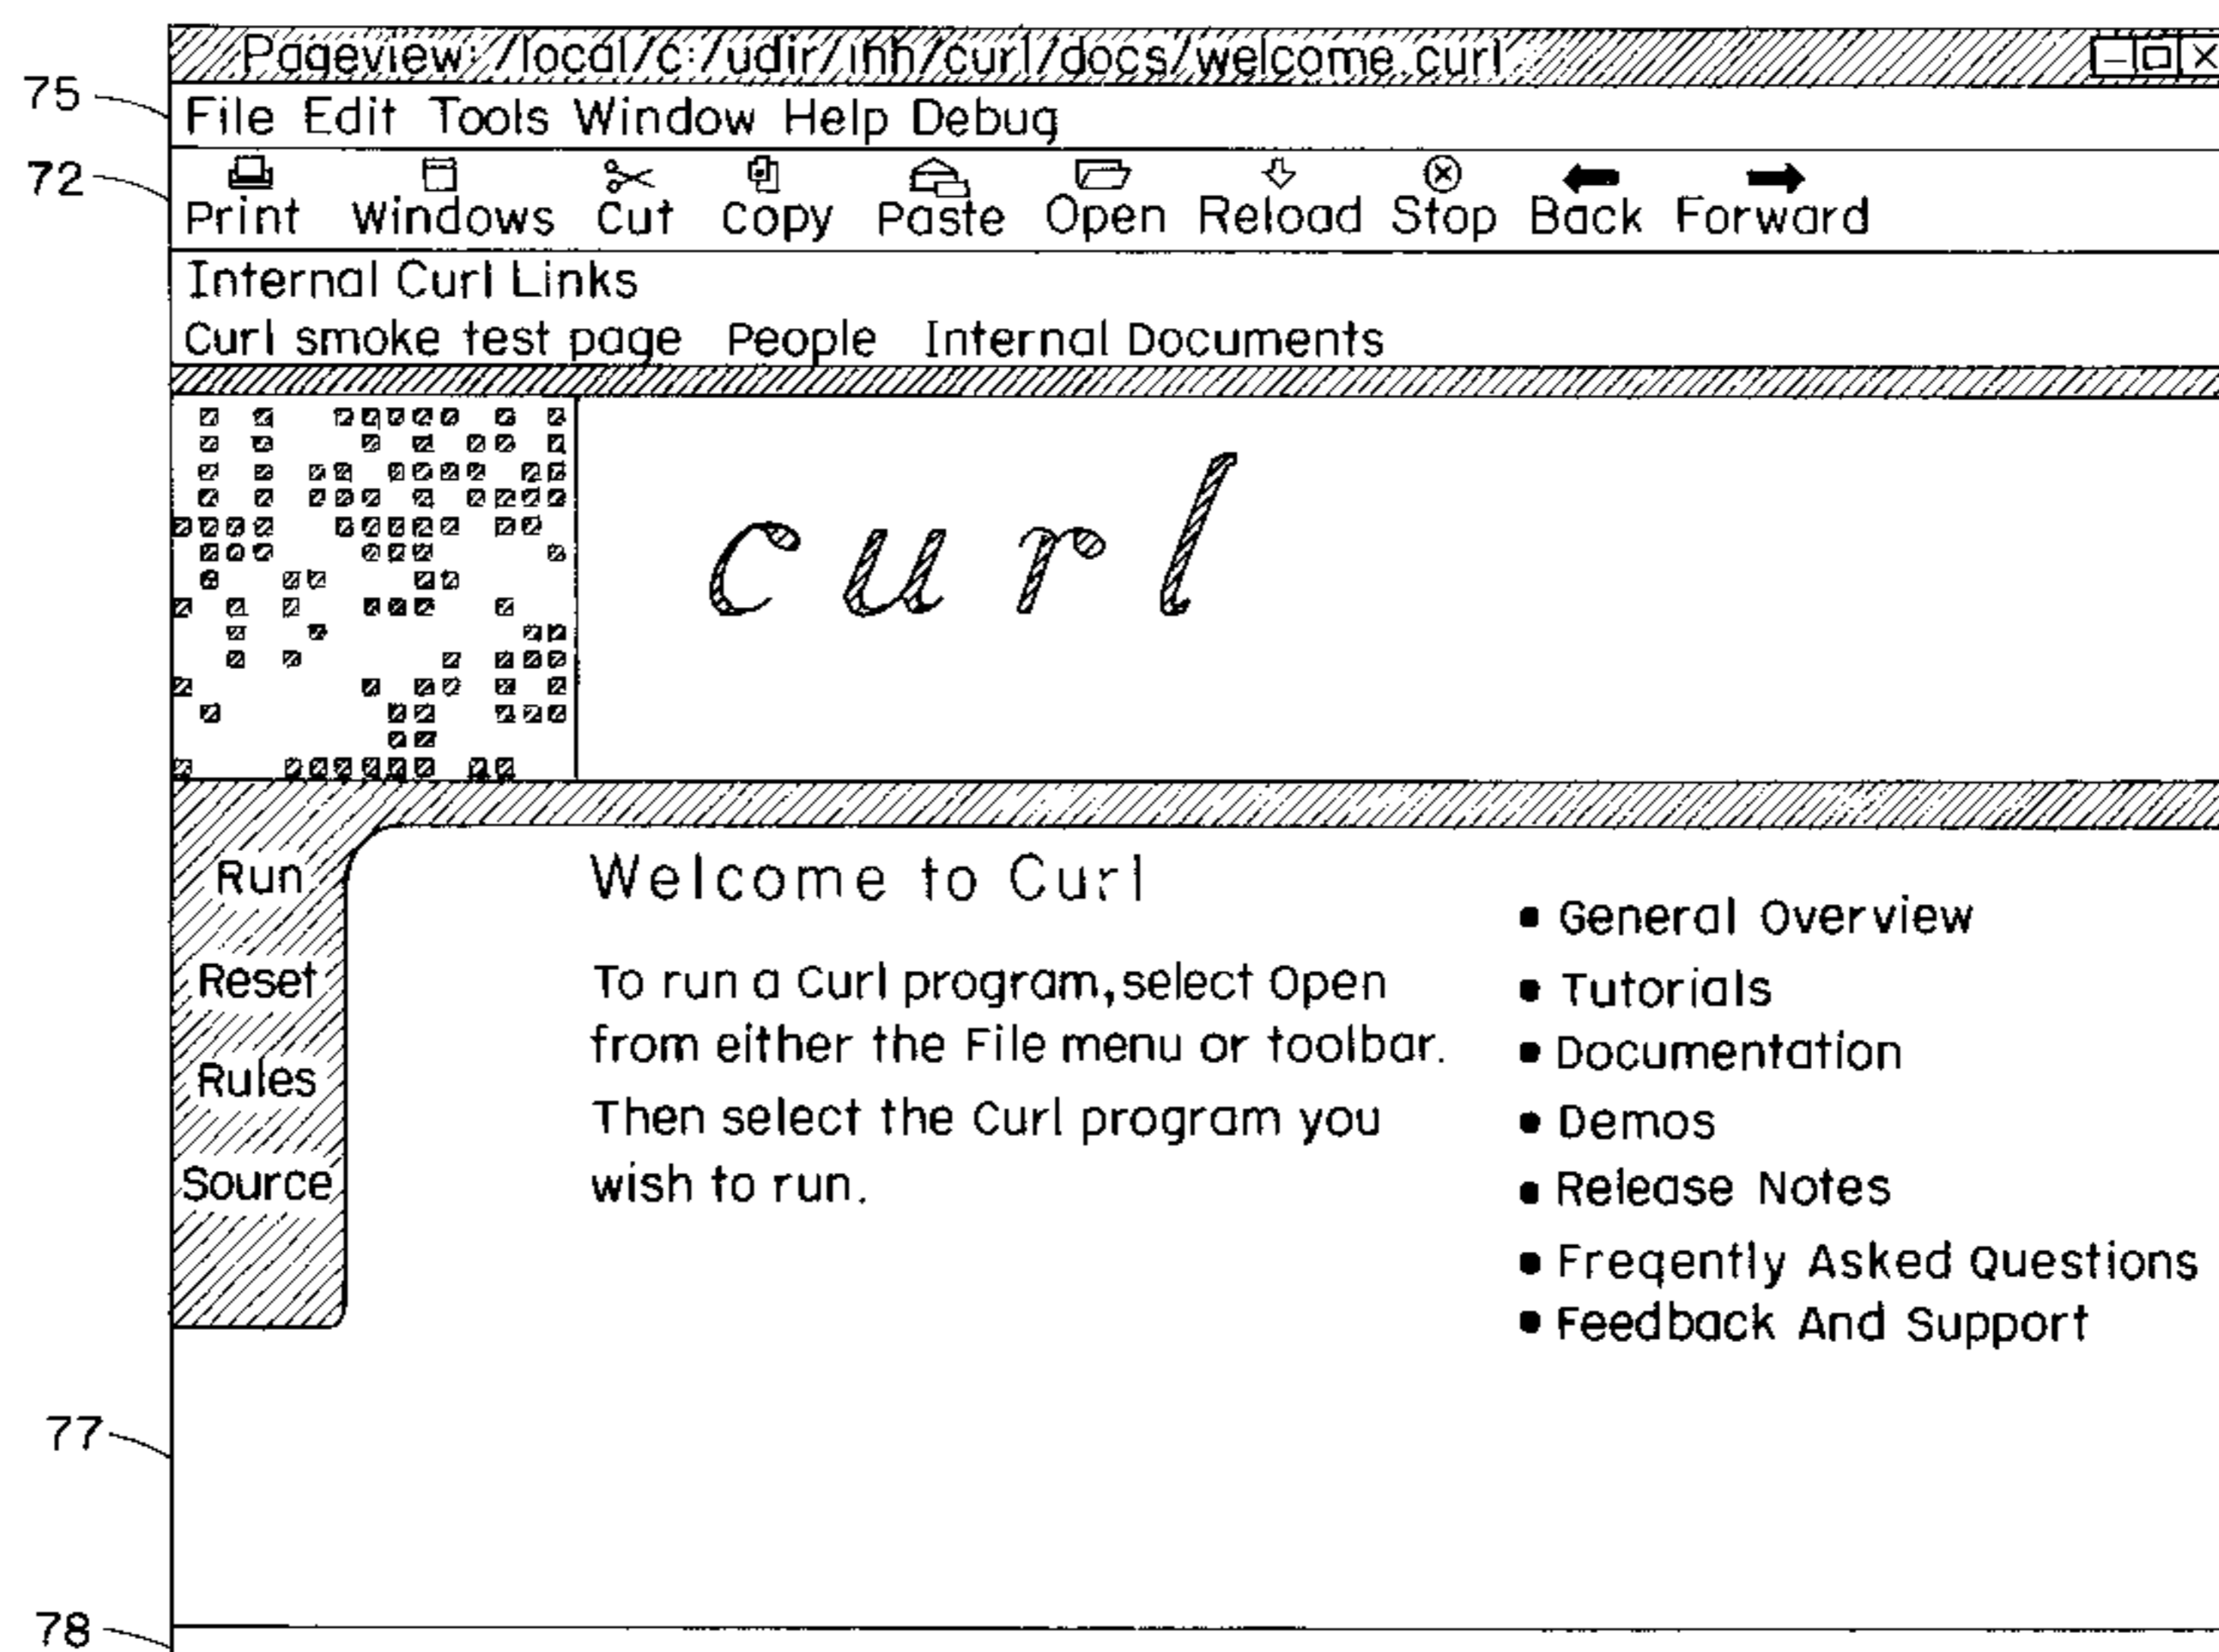 Pageview: /local/c:/udir/ihh/curl/docs/welcome.curl
75
File Edit Tools Window Help Debug
72
Print Windows Cut Copy Paste Open Reload Stop Back Forward
Internal Curl Links
Curl smoke test page People Internal Documents
curl
Run
Reset
Rules
Source
Welcome to Curl
To run a Curl program, select Open
from either the File menu or toolbar.
Then select the Curl program you
wish to run.
• General Overview
• Tutorials
• Documentation
• Demos
• Release Notes
• Freqently Asked Questions
• Feedback And Support
77
78